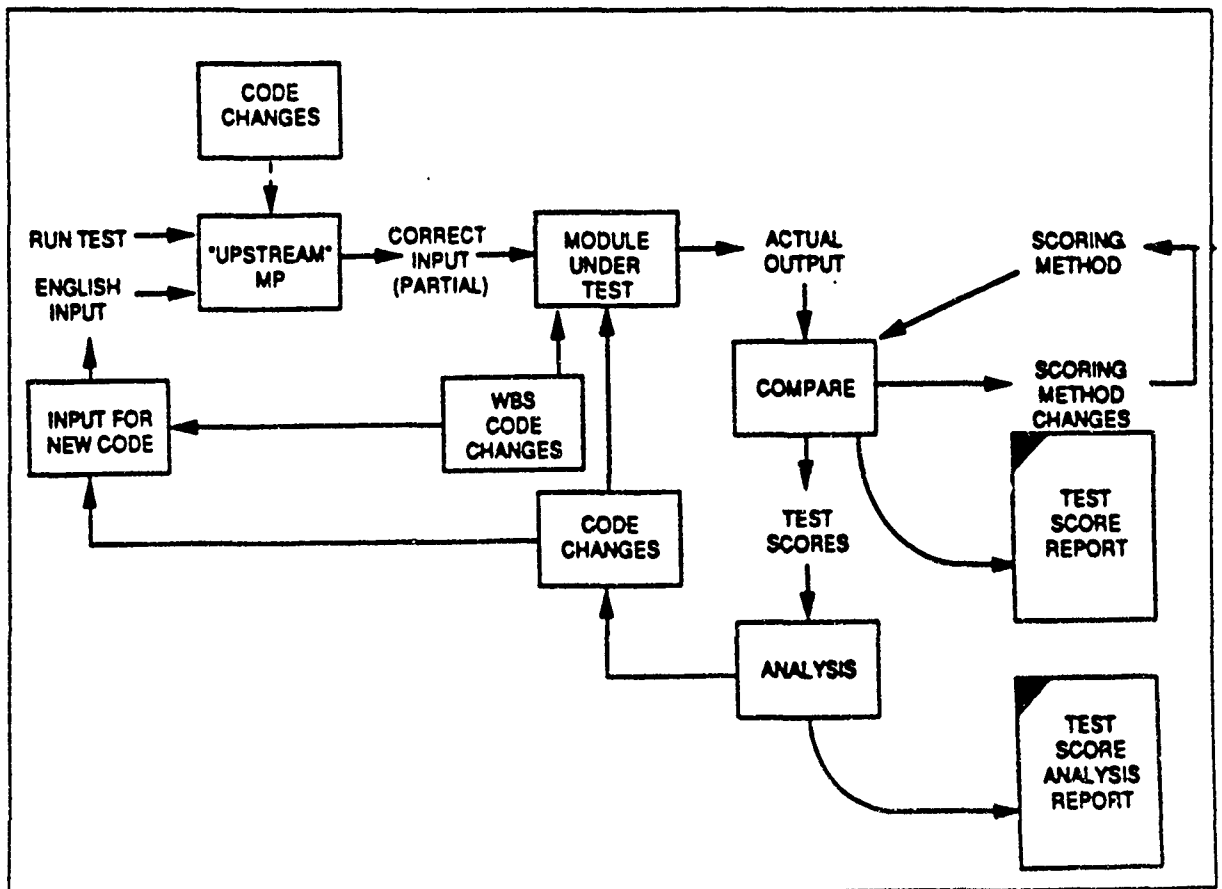 CODE
CHANGES
RUN TEST
"UPSTREAM"
MP
ENGLISH
INPUT
CORRECT
INPUT
(PARTIAL)
MODULE
UNDER
TEST
ACTUAL
OUTPUT
SCORING
METHOD
INPUT FOR
NEW CODE
WBS
CODE
CHANGES
COMPARE
SCORING
METHOD
CHANGES
CODE
CHANGES
TEST
SCORES
TEST
SCORE
REPORT
ANALYSIS
TEST
SCORE
ANALYSIS
REPORT